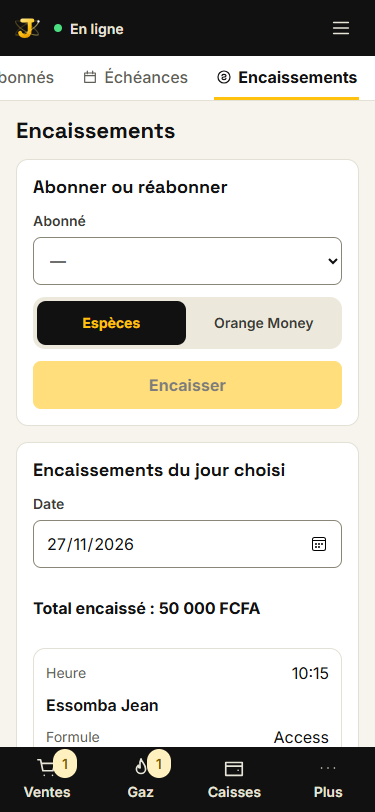 En ligne
bonnés
Échéances
Encaissements
Encaissements
Abonner ou réabonner
Abonné
—
Espèces
Orange Money
Encaisser
Encaissements du jour choisi
Date
27/11/2026
Total encaissé : 50 000 FCFA
Heure
10:15
Essomba Jean
Formule
Access
1
1
Ventes
Gaz
Caisses
Plus